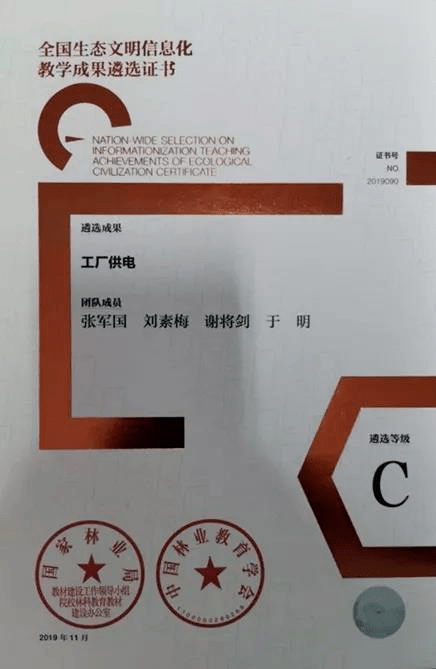 全国生态文明信息化
教学成果遴选证书
NATION-WIDE SELECTION ON
INFORMATIONIZATION TEACHING
ACHIEVEMENTS OF ECOLOGICAL
CIVILIZATION CERTIFICATE
证书号
NO
2019090
遴选成果
工厂供电
团队成员
张军国 刘素梅 谢将剑 于 明
遴选等级
C
国家林业局
教材建设工作领导小组
院校林科教育教材
建设办公室
中国林业教育学会
2019 年 11 月